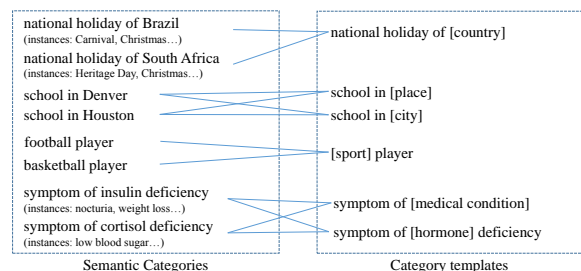 national holiday of Brazil
(instances: Carnival, Christmas…)
national holiday of South Africa
(instances: Heritage Day, Christmas…)
school in Denver
school in Houston
football player
basketball player
symptom of insulin deficiency
(instances: nocturia, weight loss…)
symptom of cortisol deficiency
(instances: low blood sugar…)
Semantic Categories
national holiday of [country]
school in [place]
school in [city]
[sport] player
symptom of [medical condition]
symptom of [hormone] deficiency
Category templates